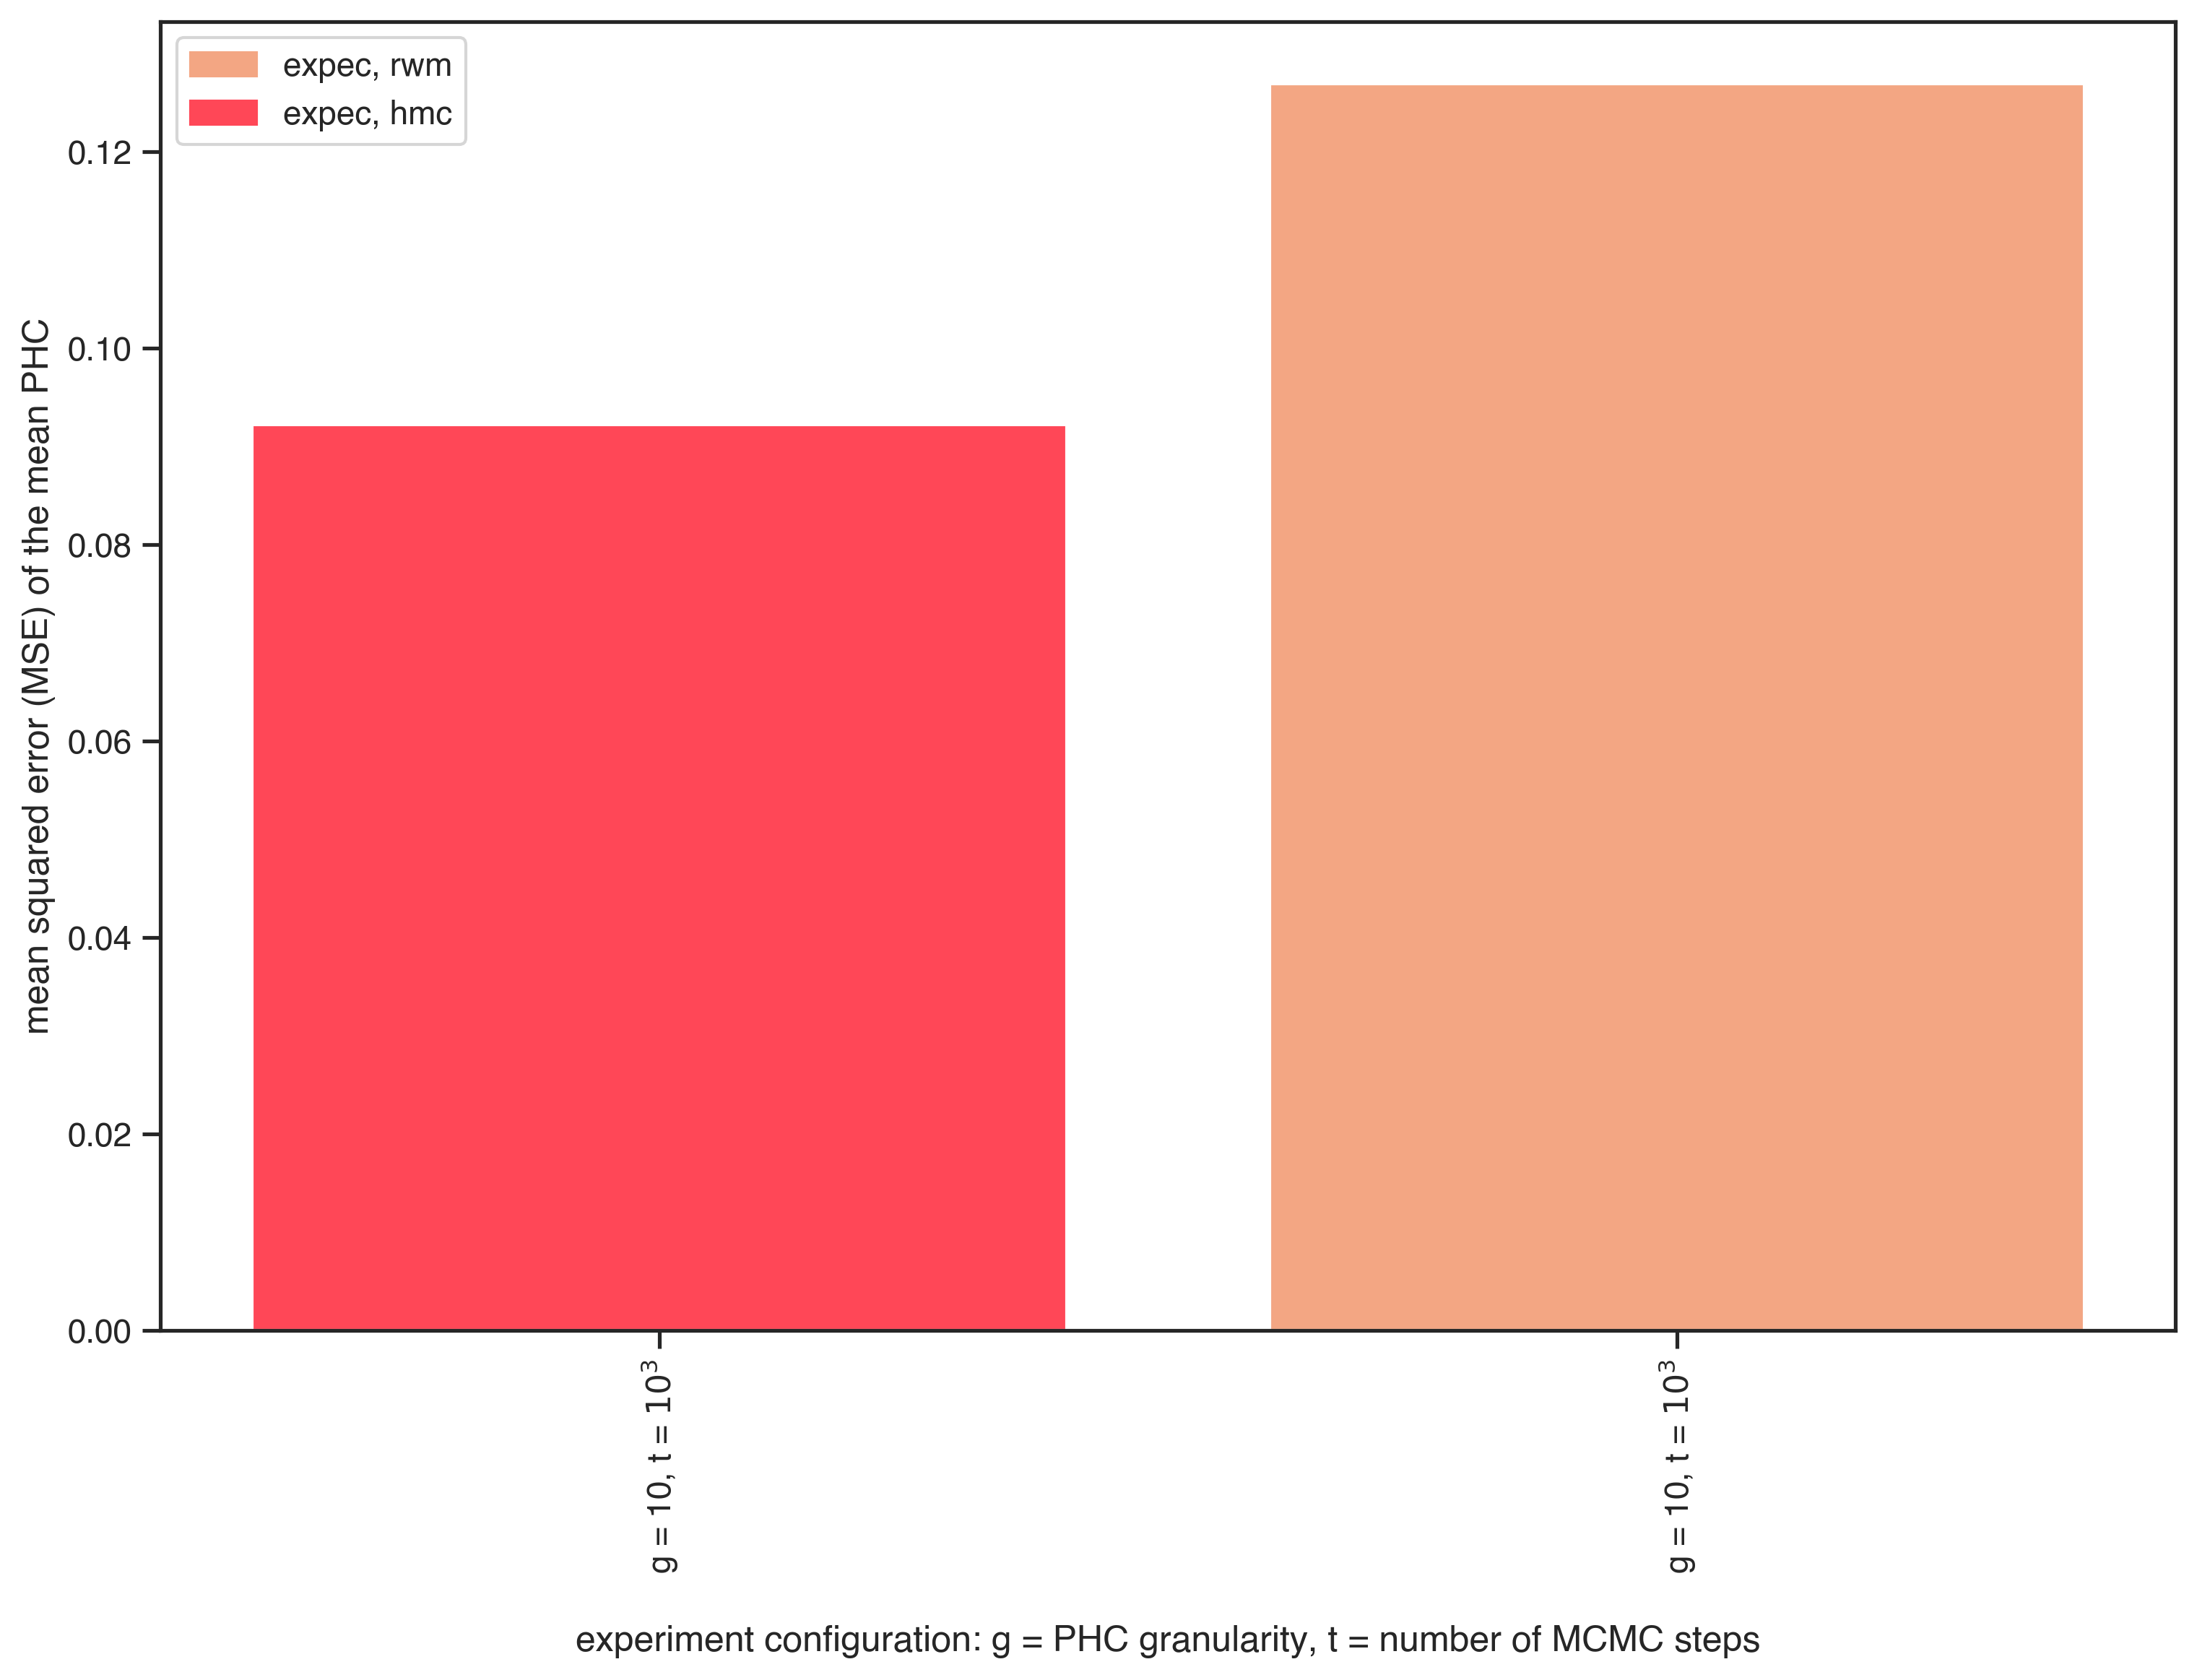 expec, rwm
expec, hmc
mean squared error (MSE) of the mean PHC
0.12
0.10
0.08
0.06
0.04
0.02
0.00
g = 10, t = 10³
g = 10, t = 10³
experiment configuration: g = PHC granularity, t = number of MCMC steps